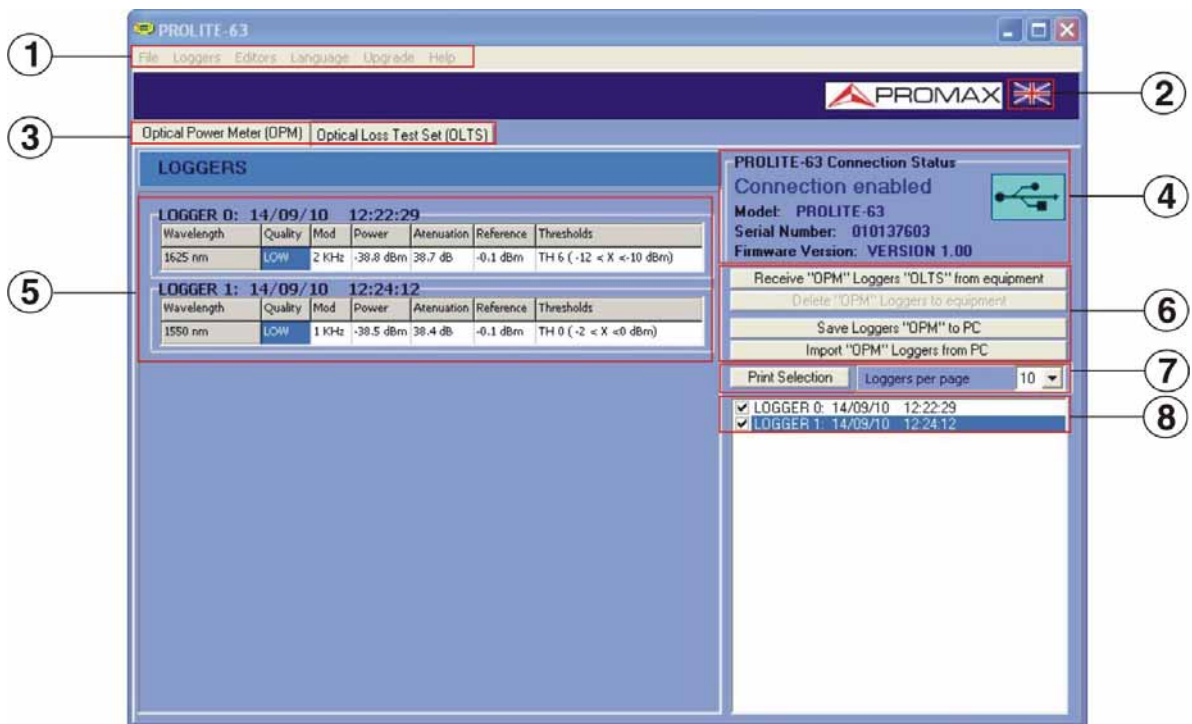 PROLITE-63
1
File Loggers Editors Language Upgrade Help
PROMAX
2
3
Optical Power Meter (OPM) Optical Loss Test Set (OLTS)
LOGGERS
LOGGER 0: 14/09/10 12:22:29
Wavelength Quality Mod Power Atenuation Reference Thresholds
1625 nm LOW 2 KHz -38.8 dBm 38.7 dB -0.1 dBm TH 6 ( -12 < X <-10 dBm)
5
LOGGER 1: 14/09/10 12:24:12
Wavelength Quality Mod Power Atenuation Reference Thresholds
1550 nm LOW 1 KHz -38.5 dBm 38.4 dB -0.1 dBm TH 0 ( -2 < X <0 dBm)
PROLITE-63 Connection Status
Connection enabled
4
Model: PROLITE-63
Serial Number: 010137603
Firmware Version: VERSION 1.00
Receive "OPM" Loggers "OLTS" from equipment
Delete "OPM" Loggers to equipment
6
Save Loggers "OPM" to PC
Import "OPM" Loggers from PC
Print Selection Loggers per page 10
7
LOGGER 0: 14/09/10 12:22:29
8
LOGGER 1: 14/09/10 12:24:12